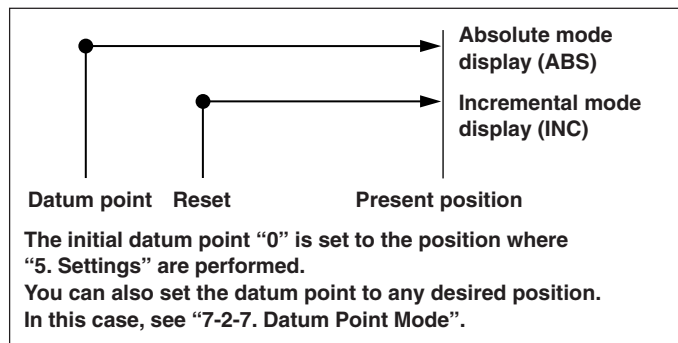 Absolute mode
display (ABS)
Incremental mode
display (INC)
Datum point Reset Present position
The initial datum point “0” is set to the position where
“5. Settings” are performed.
You can also set the datum point to any desired position.
In this case, see “7-2-7. Datum Point Mode”.